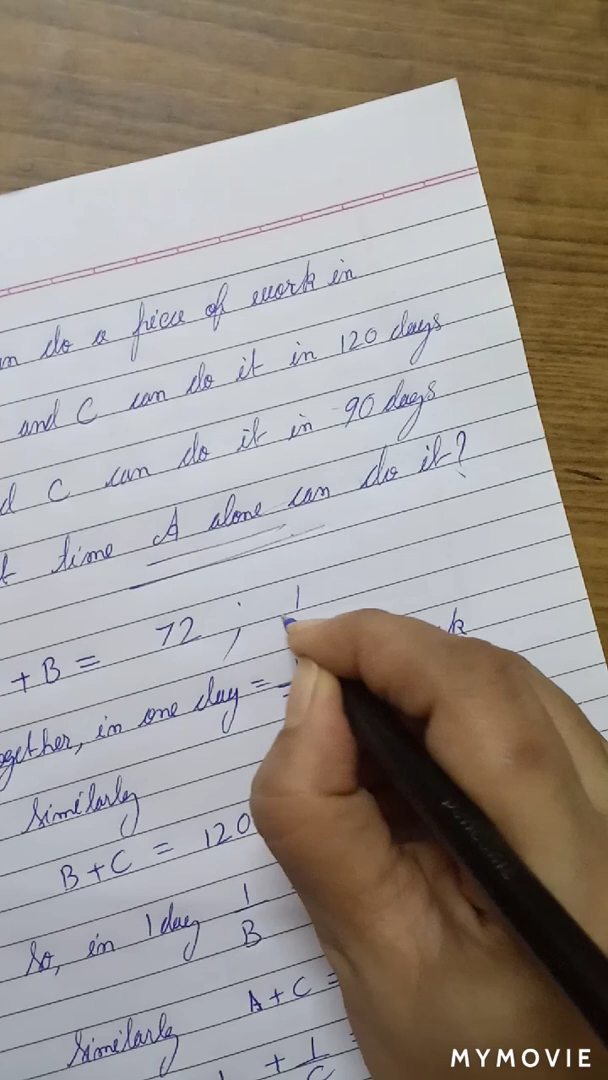 do a piece of work in
and C can do it in 120 days
C can do it in 90 days
time A alone can do it?
+ B = 72 ; 1
in one day =
Similarly
B + C = 120
So, in 1 day 1
B
Similarly A + C =
+ 1
C
MYMOVIE